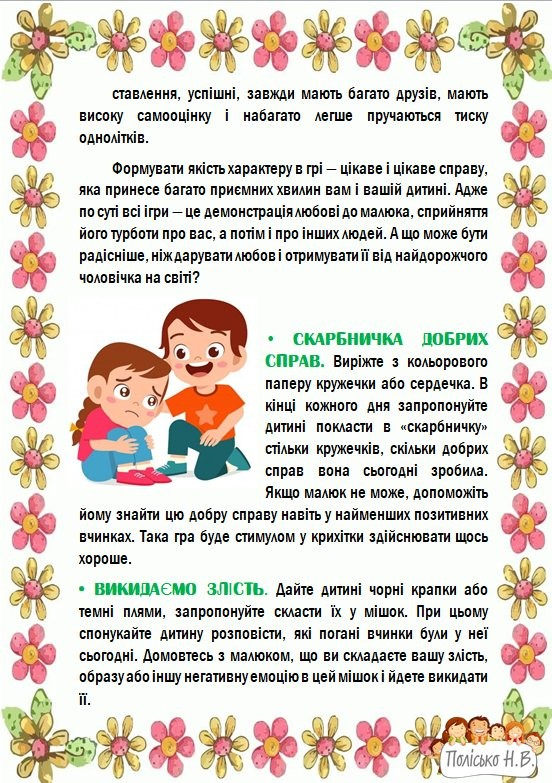 ставлення, успішні, завжди мають багато друзів, мають
високу самооцінку і набагато легше пручаються тиску
однолітків.
Формувати якість характеру в грі — цікаве і цікаве справу,
яка принесе багато приємних хвилин вам і вашій дитині. Адже
по суті всі ігри — це демонстрація любові до малюка, сприйняття
його турботи про вас, а потім і про інших людей. А що може бути
радісніше, ніж дарувати любов і отримувати її від найдорожчого
чоловічка на світі?
• СКАРБНИЧКА ДОБРИХ
СПРАВ. Виріжте з кольорового
паперу кружечки або сердечка. В
кінці кожного дня запропонуйте
дитині покласти в «скарбничку»
стільки кружечків, скільки добрих
справ вона сьогодні зробила.
Якщо малюк не може, допоможіть
йому знайти цю добру справу навіть у найменших позитивних
вчинках. Така гра буде стимулом у крихітки здійснювати щось
хороше.
• ВИКИДАЄМО ЗЛІСТЬ. Дайте дитині чорні крапки або
темні плями, запропонуйте скласти їх у мішок. При цьому
спонукайте дитину розповісти, які погані вчинки були у неї
сьогодні. Домовтесь з малюком, що ви складаєте вашу злість,
образу або іншу негативну емоцію в цей мішок і йдете викидати
її.
Полісько Н.В.